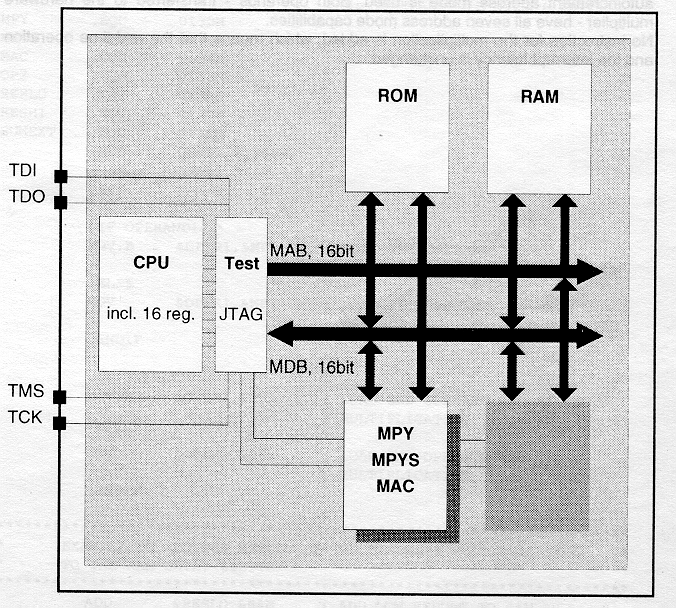 ROM
RAM
TDI
TDO
CPU
Test
MAB, 16bit
incl. 16 reg.
JTAG
MDB, 16bit
TMS
TCK
MPY
MPYS
MAC